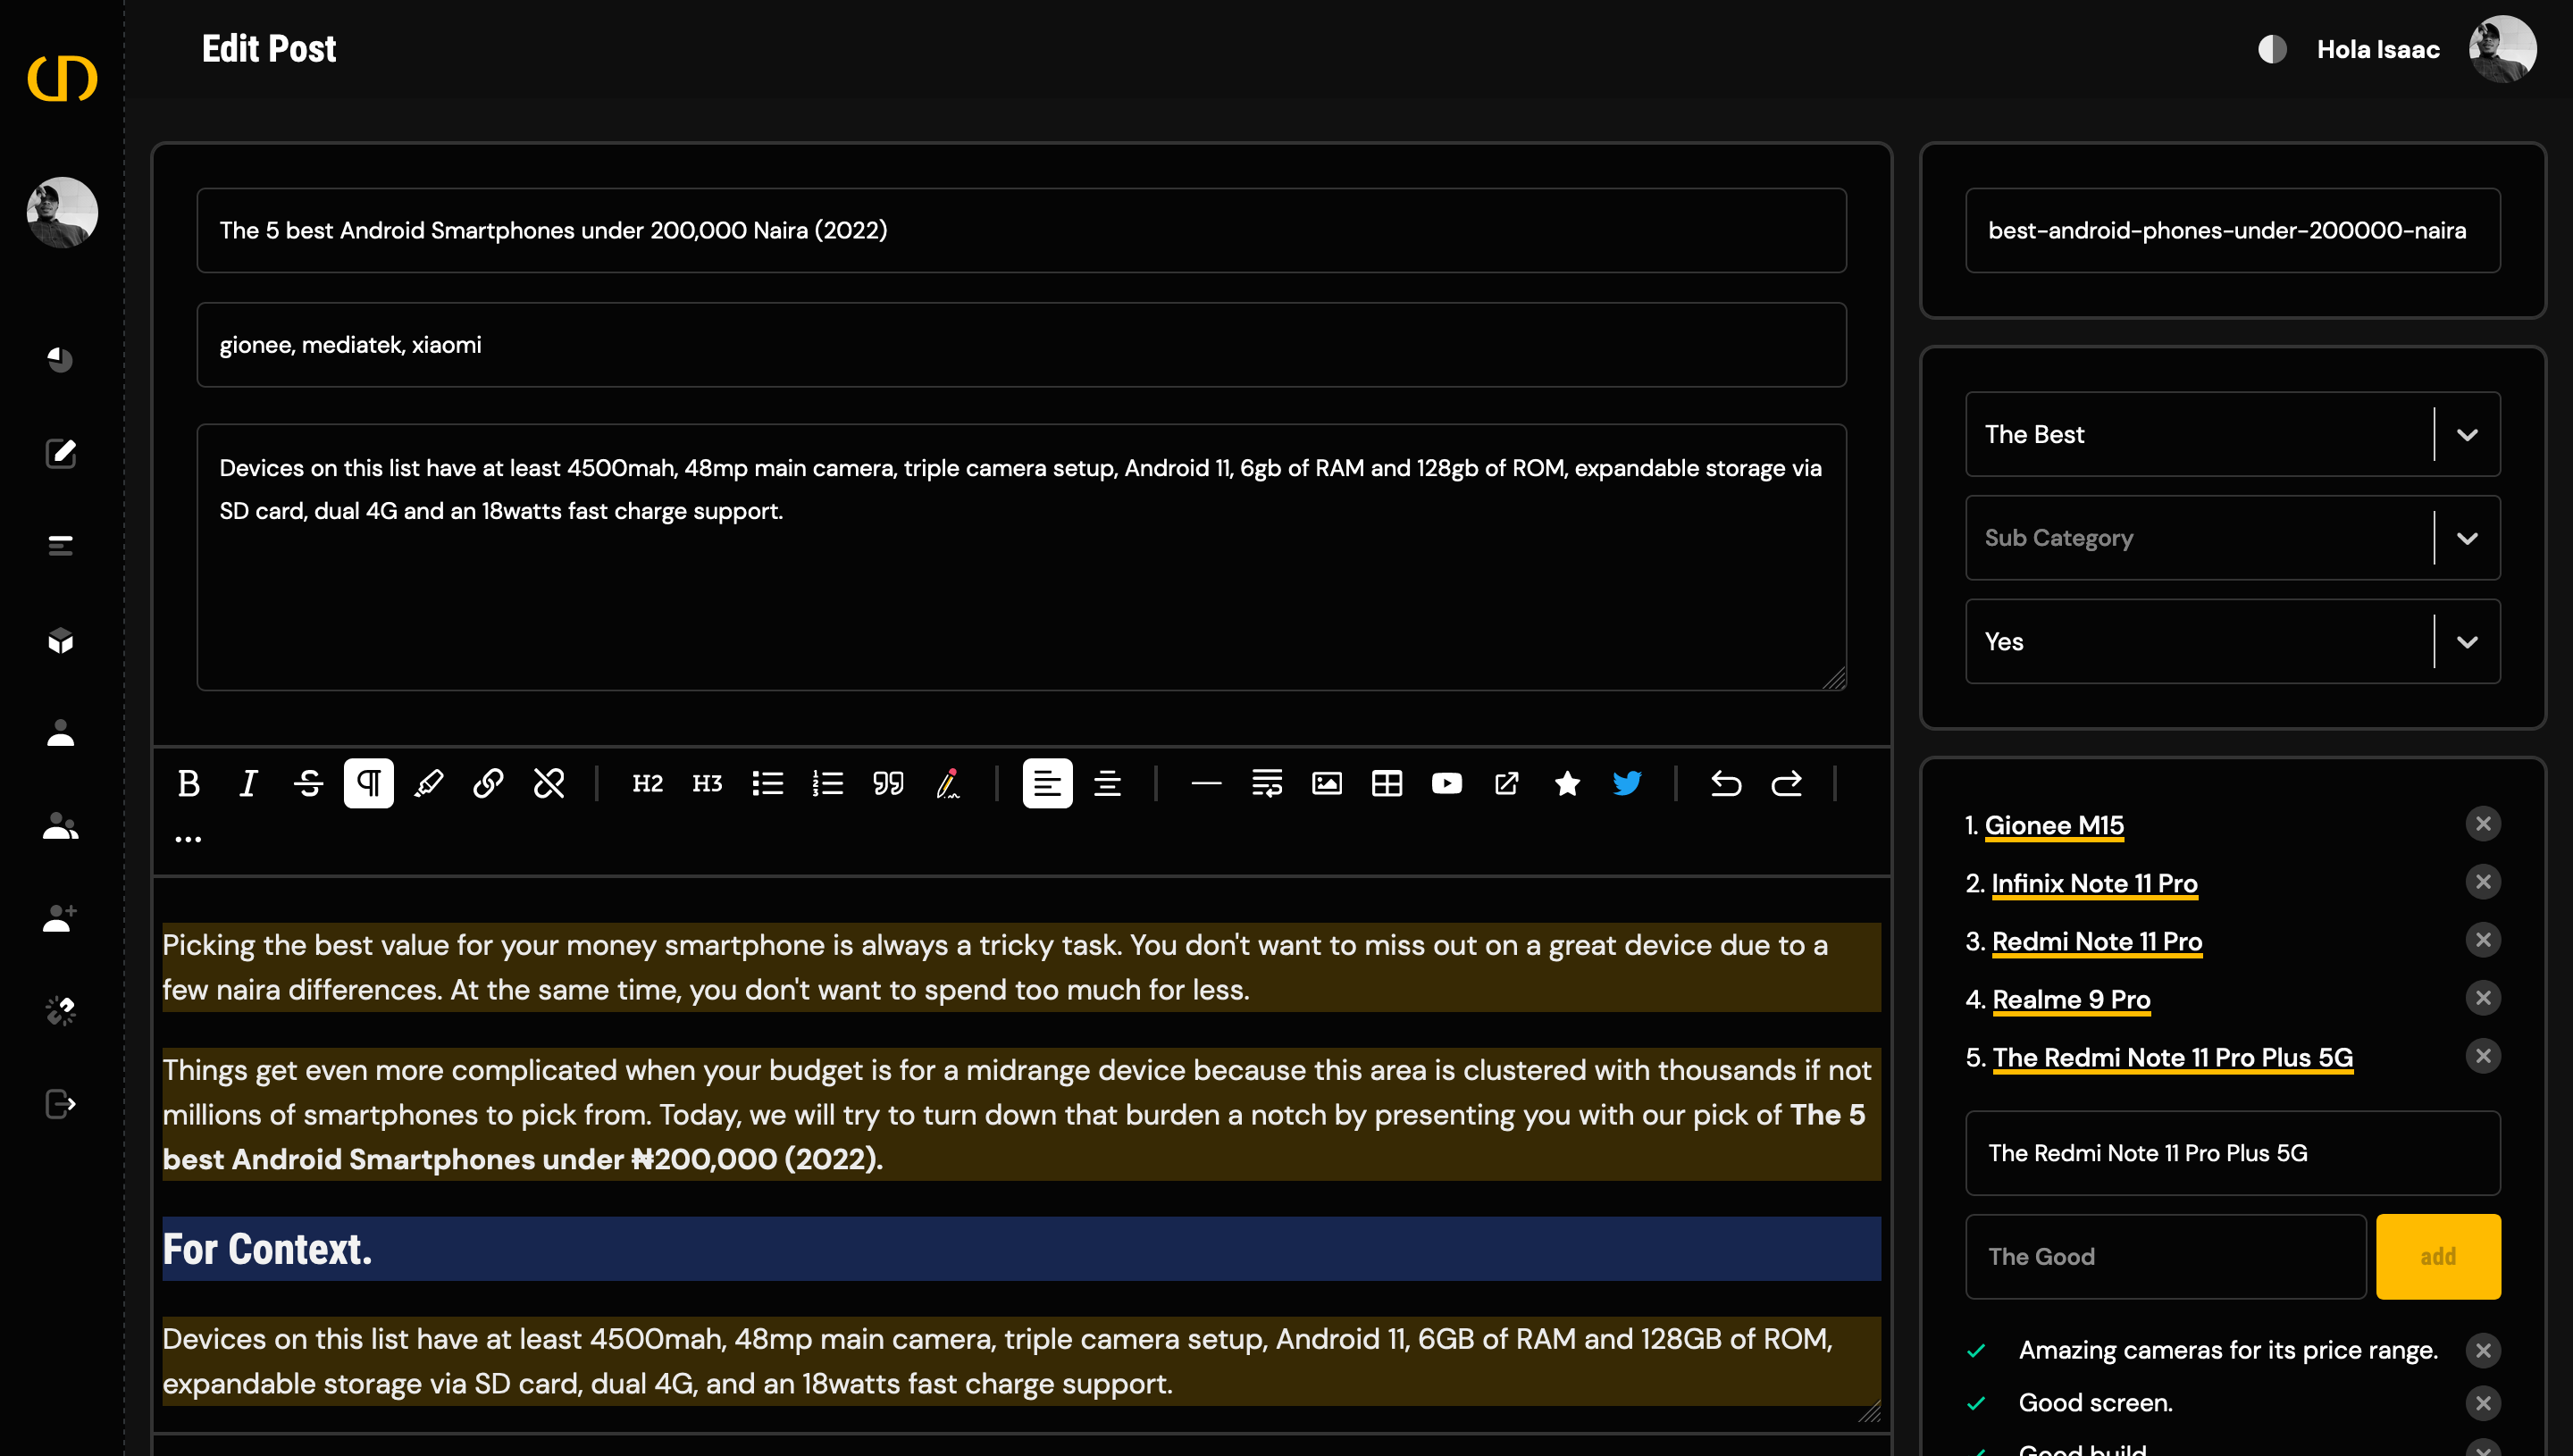 Edit Post
Hola Isaac
The 5 best Android Smartphones under 200,000 Naira (2022)
gionee, mediatek, xiaomi
Devices on this list have at least 4500mah, 48mp main camera, triple camera setup, Android 11, 6gb of RAM and 128gb of ROM, expandable storage via
SD card, dual 4G and an 18watts fast charge support.
B I S H2 H3
Picking the best value for your money smartphone is always a tricky task. You don't want to miss out on a great device due to a
few naira differences. At the same time, you don't want to spend too much for less.
Things get even more complicated when your budget is for a midrange device because this area is clustered with thousands if not
millions of smartphones to pick from. Today, we will try to turn down that burden a notch by presenting you with our pick of The 5
best Android Smartphones under ₦200,000 (2022).
For Context.
Devices on this list have at least 4500mah, 48mp main camera, triple camera setup, Android 11, 6GB of RAM and 128GB of ROM,
expandable storage via SD card, dual 4G, and an 18watts fast charge support.
best-android-phones-under-200000-naira
The Best
Sub Category
Yes
1. Gionee M15
2. Infinix Note 11 Pro
3. Redmi Note 11 Pro
4. Realme 9 Pro
5. The Redmi Note 11 Pro Plus 5G
The Redmi Note 11 Pro Plus 5G
The Good
add
Amazing cameras for its price range.
Good screen.
Good build